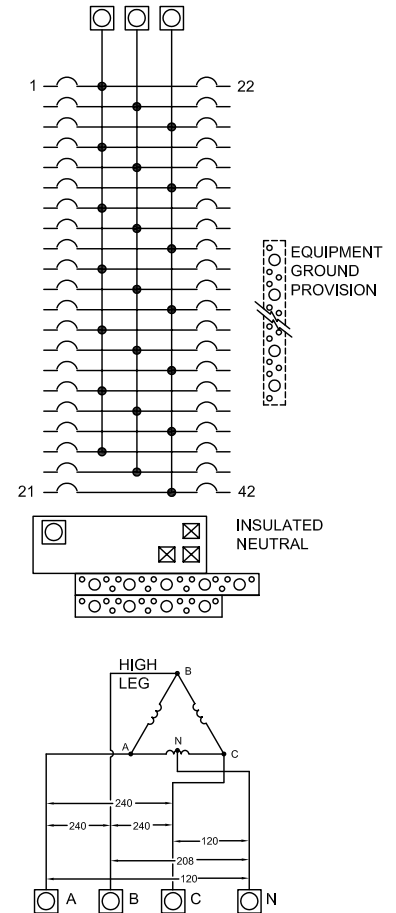 1 22
EQUIPMENT
GROUND
PROVISION
21 42
INSULATED
NEUTRAL
HIGH
LEG
B
A N C
240
240 240 120
208
120
A B C N